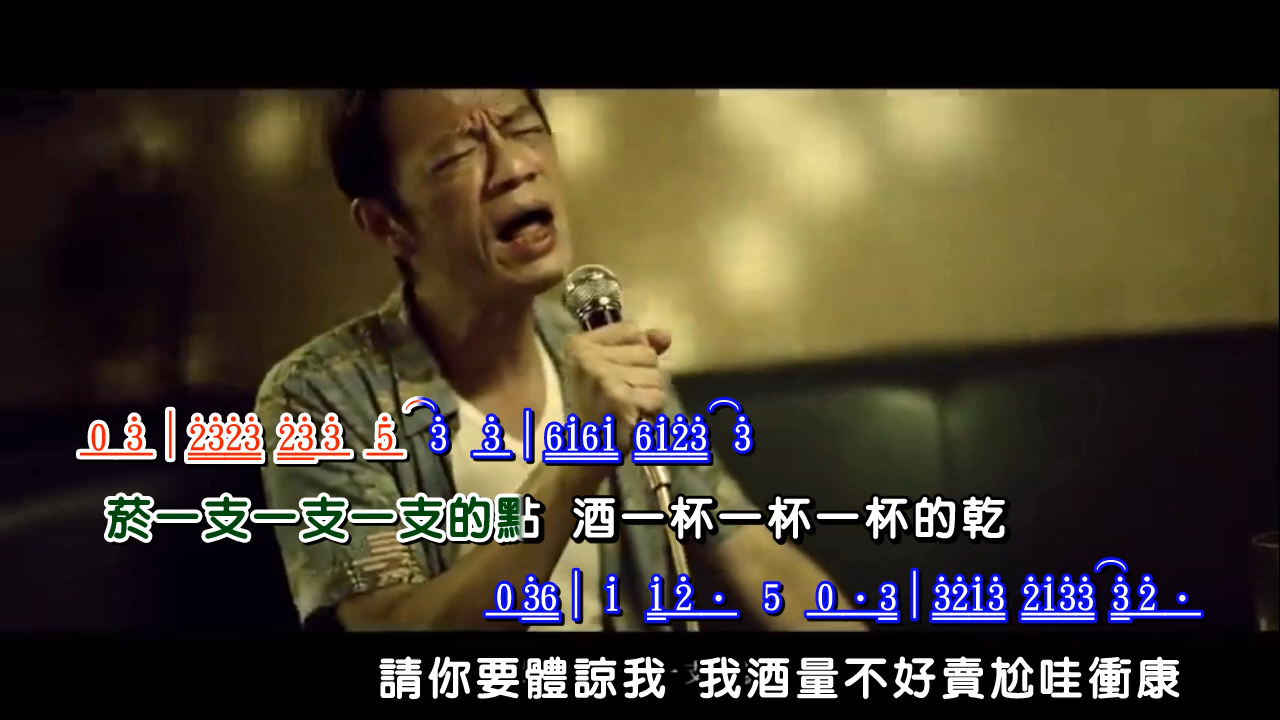 0 3 | 2323 233 5 3 3 | 6161 6123 3
菸一支一支一支的點 酒一杯一杯一杯的乾
0 36 | 1 12· 5 0·3 | 3213 2133 32·
請你要體諒我 我酒量不好賣尬哇衝康